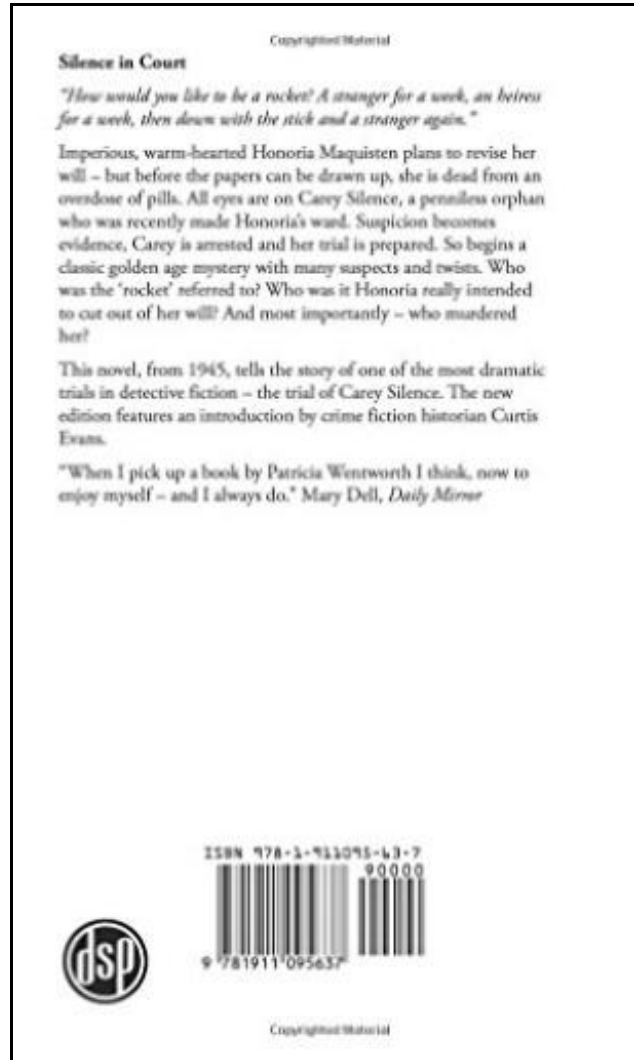 Copyrighted Material
Silence in Court
"How would you like to be a rocket? A stranger for a week, an heiress
for a week, then down with the stick and a stranger again."
Imperious, warm-hearted Honoria Maquisten plans to revise her
will – but before the papers can be drawn up, she is dead from an
overdose of pills. All eyes are on Carey Silence, a penniless orphan
who was recently made Honoria's ward. Suspicion becomes
evidence, Carey is arrested and her trial is prepared. So begins a
classic golden age mystery with many suspects and twists. Who
was the 'rocket' referred to? Who was it Honoria really intended
to cut out of her will? And most importantly – who murdered
her?
This novel, from 1945, tells the story of one of the most dramatic
trials in detective fiction – the trial of Carey Silence. The new
edition features an introduction by crime fiction historian Curtis
Evans.
"When I pick up a book by Patricia Wentworth I think, now to
enjoy myself – and I always do." Mary Dell, Daily Mirror
ISBN 978-1-911095-63-7
90000
9 781911 095637
dsp
Copyrighted Material